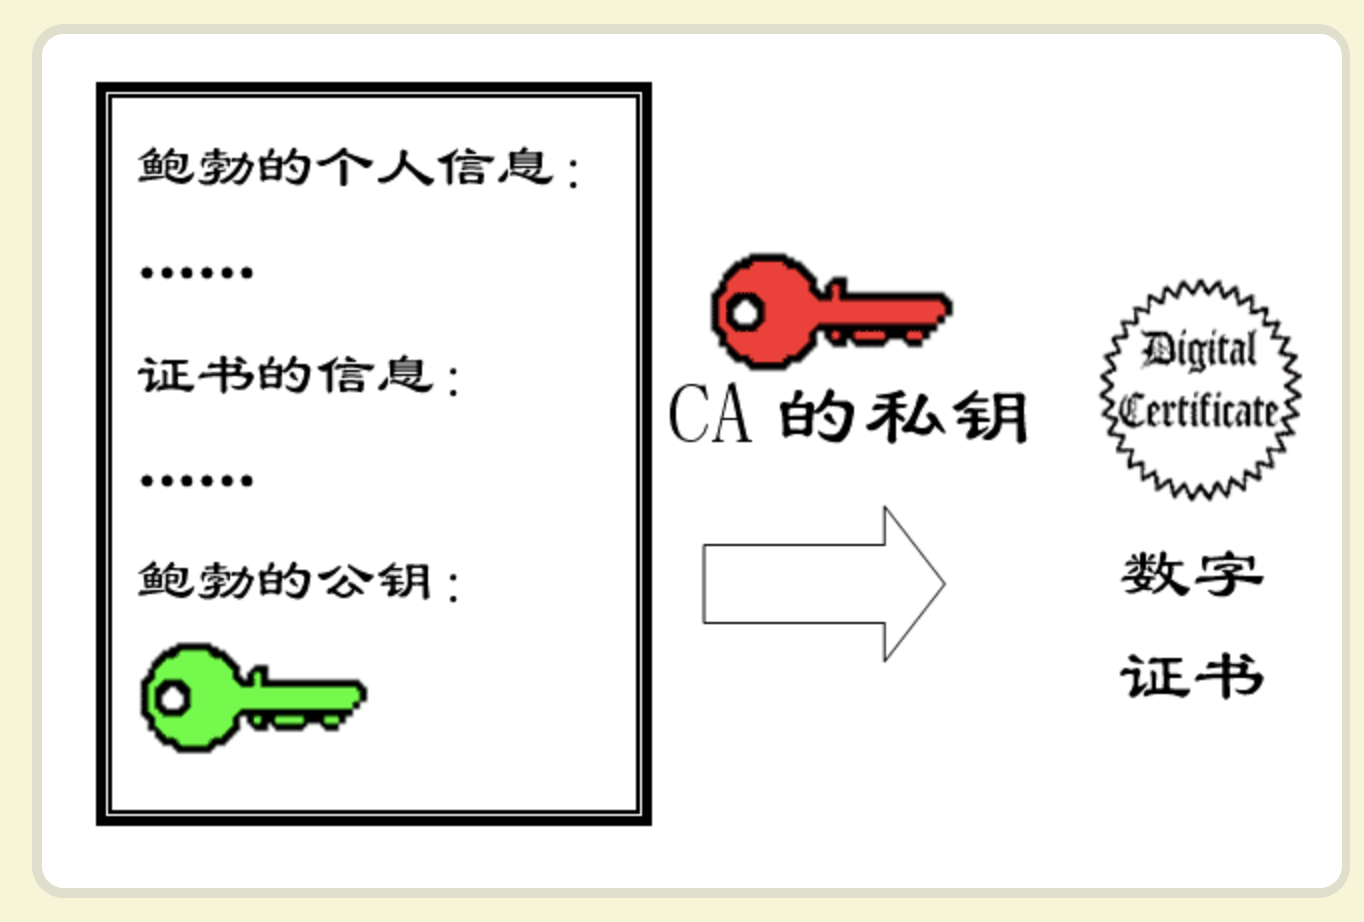 鲍勃的个人信息：
......
证书的信息：
......
鲍勃的公钥：
CA 的私钥
Digital
Certificate
数字
证书